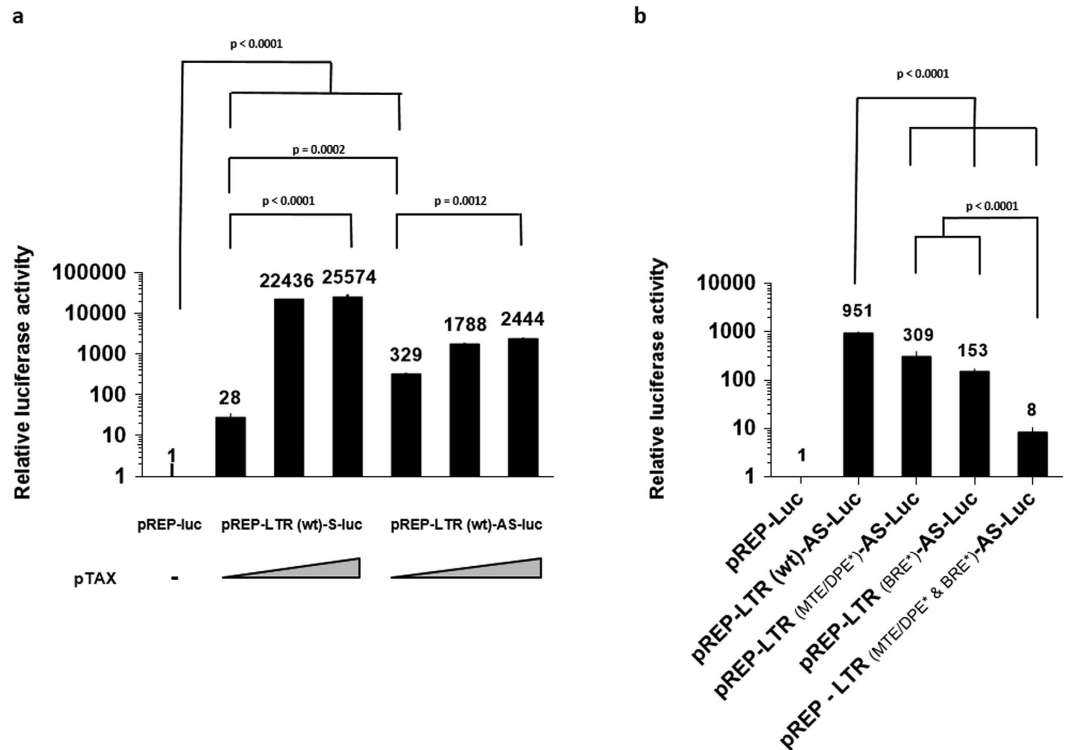 a
p < 0.0001
p = 0.0002
p < 0.0001
p = 0.0012
Relative luciferase activity
100000
10000
1000
100
10
1
1
28
22436
25574
329
1788
2444
pREP-luc
pREP-LTR (wt)-S-luc
pREP-LTR (wt)-AS-luc
pTAX
-
b
p < 0.0001
p < 0.0001
Relative luciferase activity
10000
1000
100
10
1
1
951
309
153
8
pREP-Luc
pREP-LTR (wt)-AS-Luc
pREP-LTR (MTE/DPE*)-AS-Luc
pREP-LTR (BRE*)-AS-Luc
pREP - LTR (MTE/DPE* & BRE*)-AS-Luc